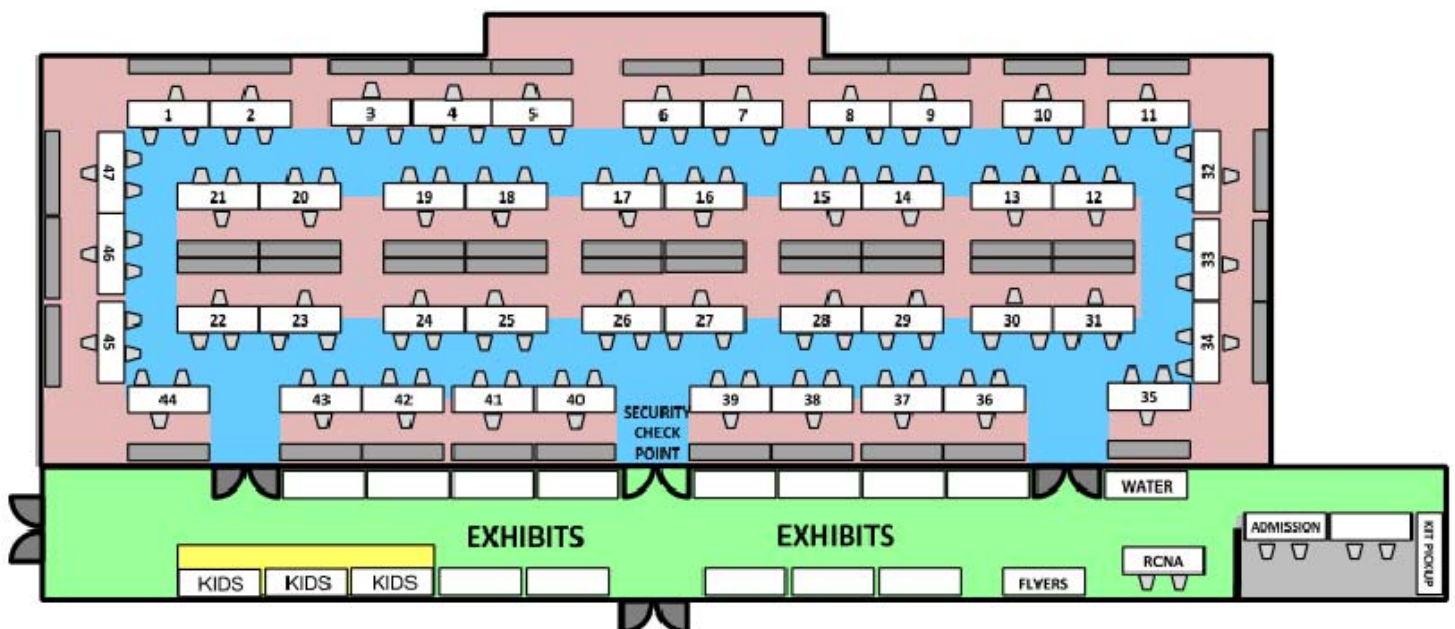 1 2 3 4 5 6 7 8 9 10 11
47 32
21 20 19 18 17 16 15 14 13 12
46 33
22 23 24 25 26 27 28 29 30 31
45 34
44 43 42 41 40 39 38 37 36 35
SECURITY
CHECK
POINT
WATER
EXHIBITS EXHIBITS
ADMISSION
KIT PICKUP
RCNA
KIDS KIDS KIDS FLYERS